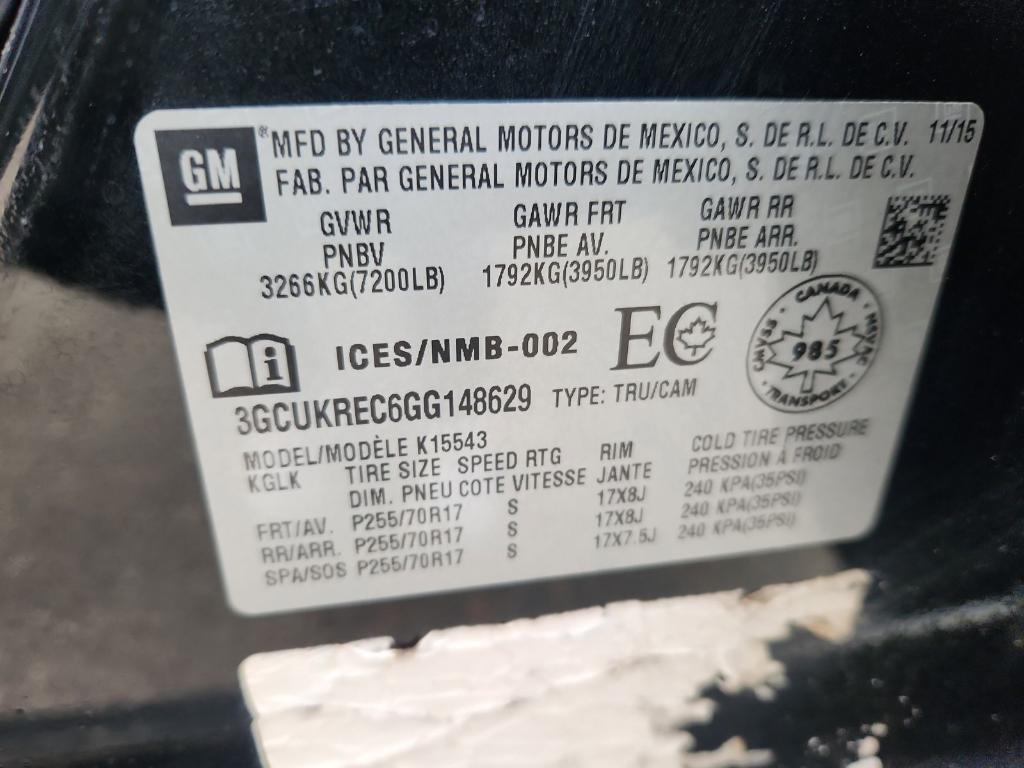 GM
® MFD BY GENERAL MOTORS DE MEXICO, S. DE R.L. DE C.V. 11/15
FAB. PAR GENERAL MOTORS DE MEXICO, S. DE R.L. DE C.V.
GVWR GAWR FRT GAWR RR
PNBV PNBE AV. PNBE ARR.
3266KG(7200LB) 1792KG(3950LB) 1792KG(3950LB)
i ICES/NMB-002 EC
CANADA
CMVSS 985 NSVAC
TRANSPORT
3GCUKREC6GG148629 TYPE: TRU/CAM
MODEL/MODÈLE K15543
KGLK TIRE SIZE SPEED RTG RIM COLD TIRE PRESSURE
DIM. PNEU COTE VITESSE JANTE PRESSION À FROID
FRT/AV. P255/70R17 S 17X8J 240 KPA(35PSI)
RR/ARR. P255/70R17 S 17X8J 240 KPA(35PSI)
SPA/SOS P255/70R17 S 17X7.5J 240 KPA(35PSI)